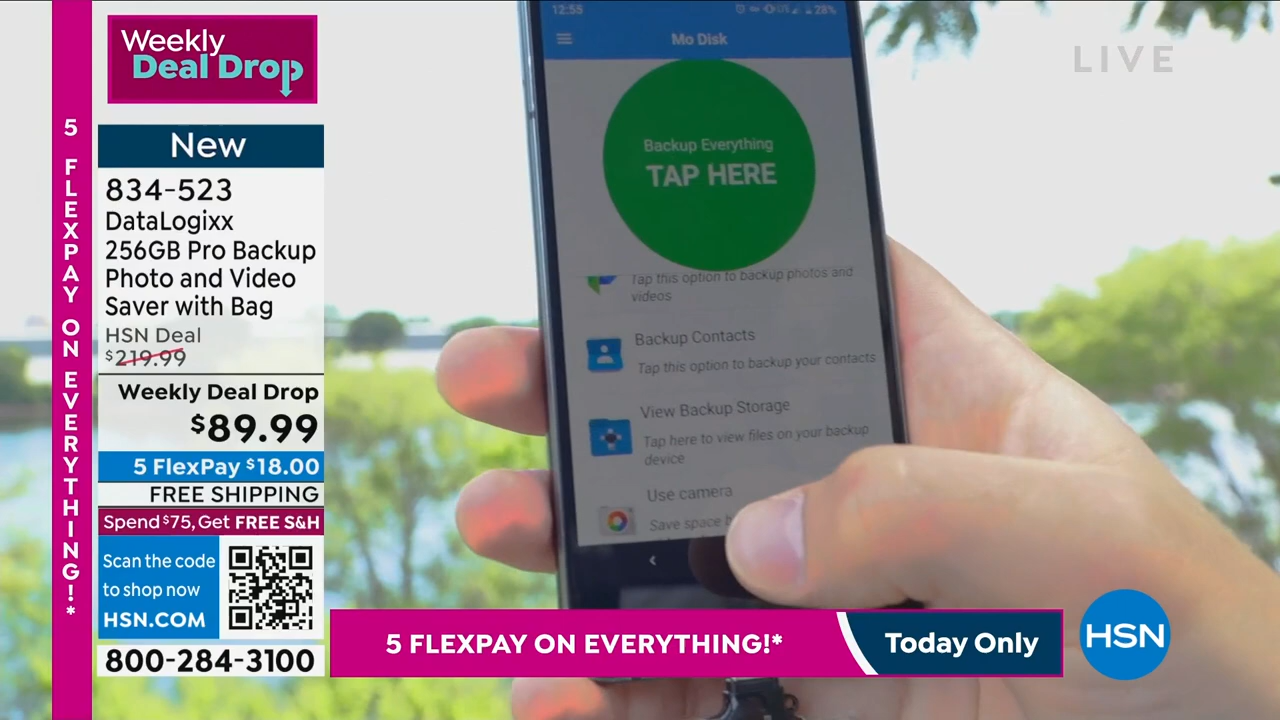 Weekly
Deal Drop
5 FLEXPAY ON EVERYTHING!*
New
834-523
DataLogixx
256GB Pro Backup
Photo and Video
Saver with Bag
HSN Deal
$219.99
Weekly Deal Drop
$89.99
5 FlexPay $18.00
FREE SHIPPING
Spend $75, Get FREE S&H
Scan the code
to shop now
HSN.COM
800-284-3100
12:55
28%
Mo Disk
Backup Everything
TAP HERE
Tap this option to backup photos and
videos
Backup Contacts
Tap this option to backup your contacts
View Backup Storage
Tap here to view files on your backup
device
Use camera
Save space
LIVE
5 FLEXPAY ON EVERYTHING!*
Today Only
HSN